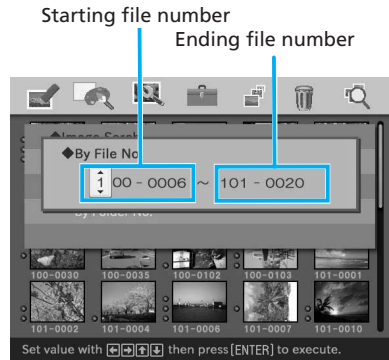 Starting file number
Ending file number
◆Image Search
◆By File No.
100 - 0006 ~ 101 - 0020
By Folder No.
100-0030 100-0035 100-0102 100-0103 101-0001
101-0002 101-0004 101-0006 101-0007 101-0010
Set value with [←][→][↑][↓] then press [ENTER] to execute.